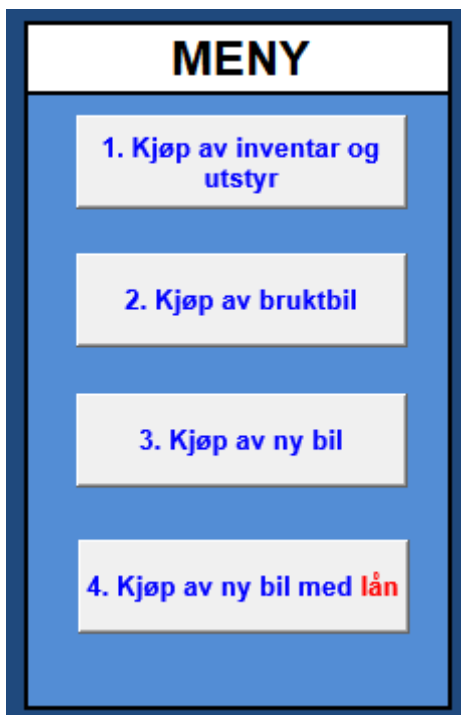 MENY
1. Kjøp av inventar og
utstyr
2. Kjøp av bruktbil
3. Kjøp av ny bil
4. Kjøp av ny bil med lån